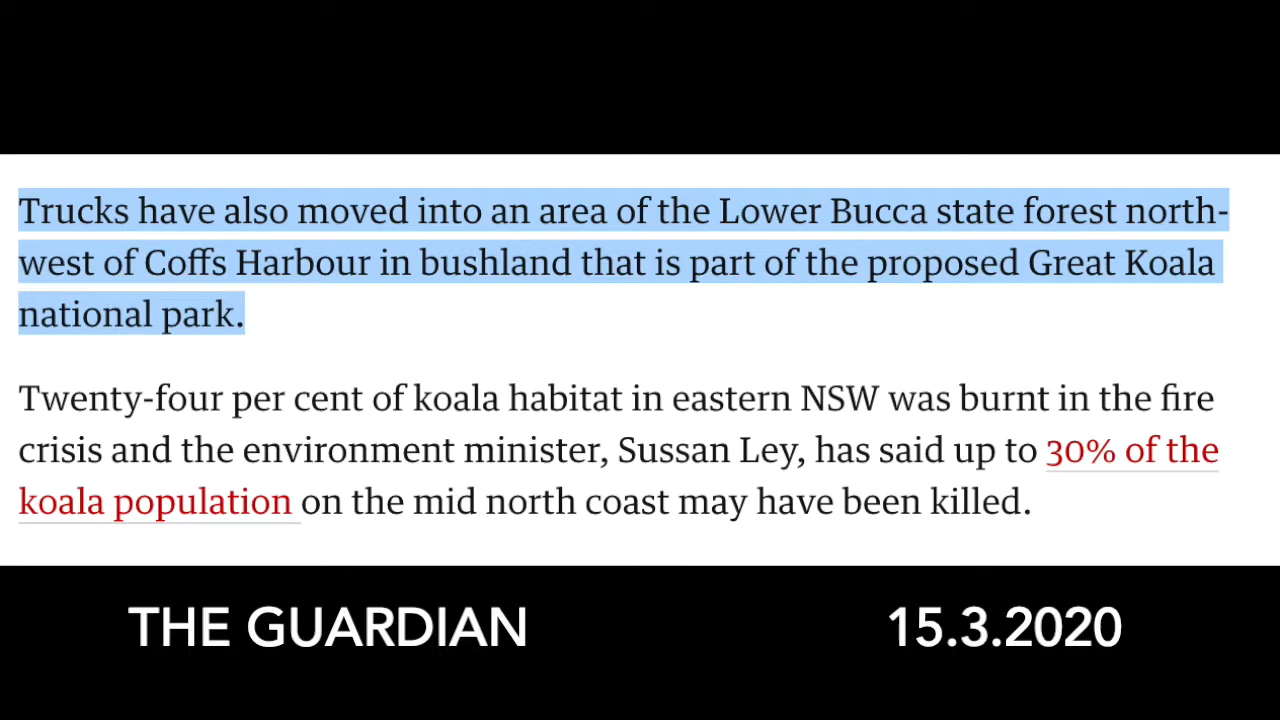 Trucks have also moved into an area of the Lower Bucca state forest north-
west of Coffs Harbour in bushland that is part of the proposed Great Koala
national park.
Twenty-four per cent of koala habitat in eastern NSW was burnt in the fire
crisis and the environment minister, Sussan Ley, has said up to 30% of the
koala population on the mid north coast may have been killed.
THE GUARDIAN 15.3.2020